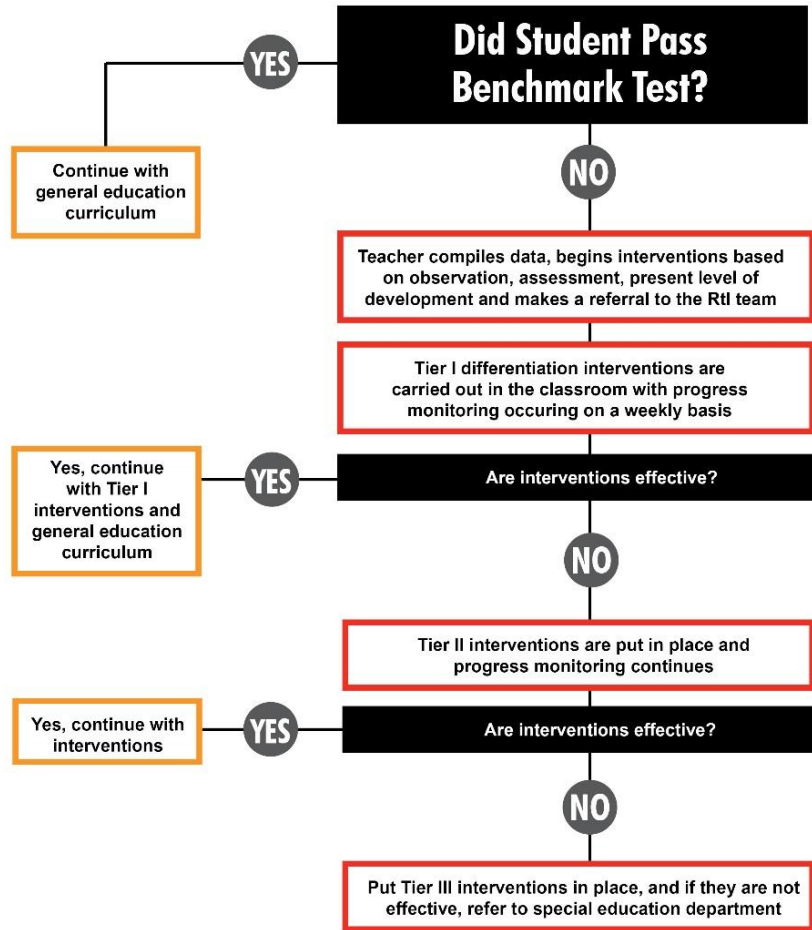 Did Student Pass
Benchmark Test?
YES
Continue with
general education
curriculum
NO
Teacher compiles data, begins interventions based
on observation, assessment, present level of
development and makes a referral to the RtI team
Tier I differentiation interventions are
carried out in the classroom with progress
monitoring occuring on a weekly basis
Are interventions effective?
YES
Yes, continue
with Tier I
interventions and
general education
curriculum
NO
Tier II interventions are put in place and
progress monitoring continues
Are interventions effective?
YES
Yes, continue with
interventions
NO
Put Tier III interventions in place, and if they are not
effective, refer to special education department